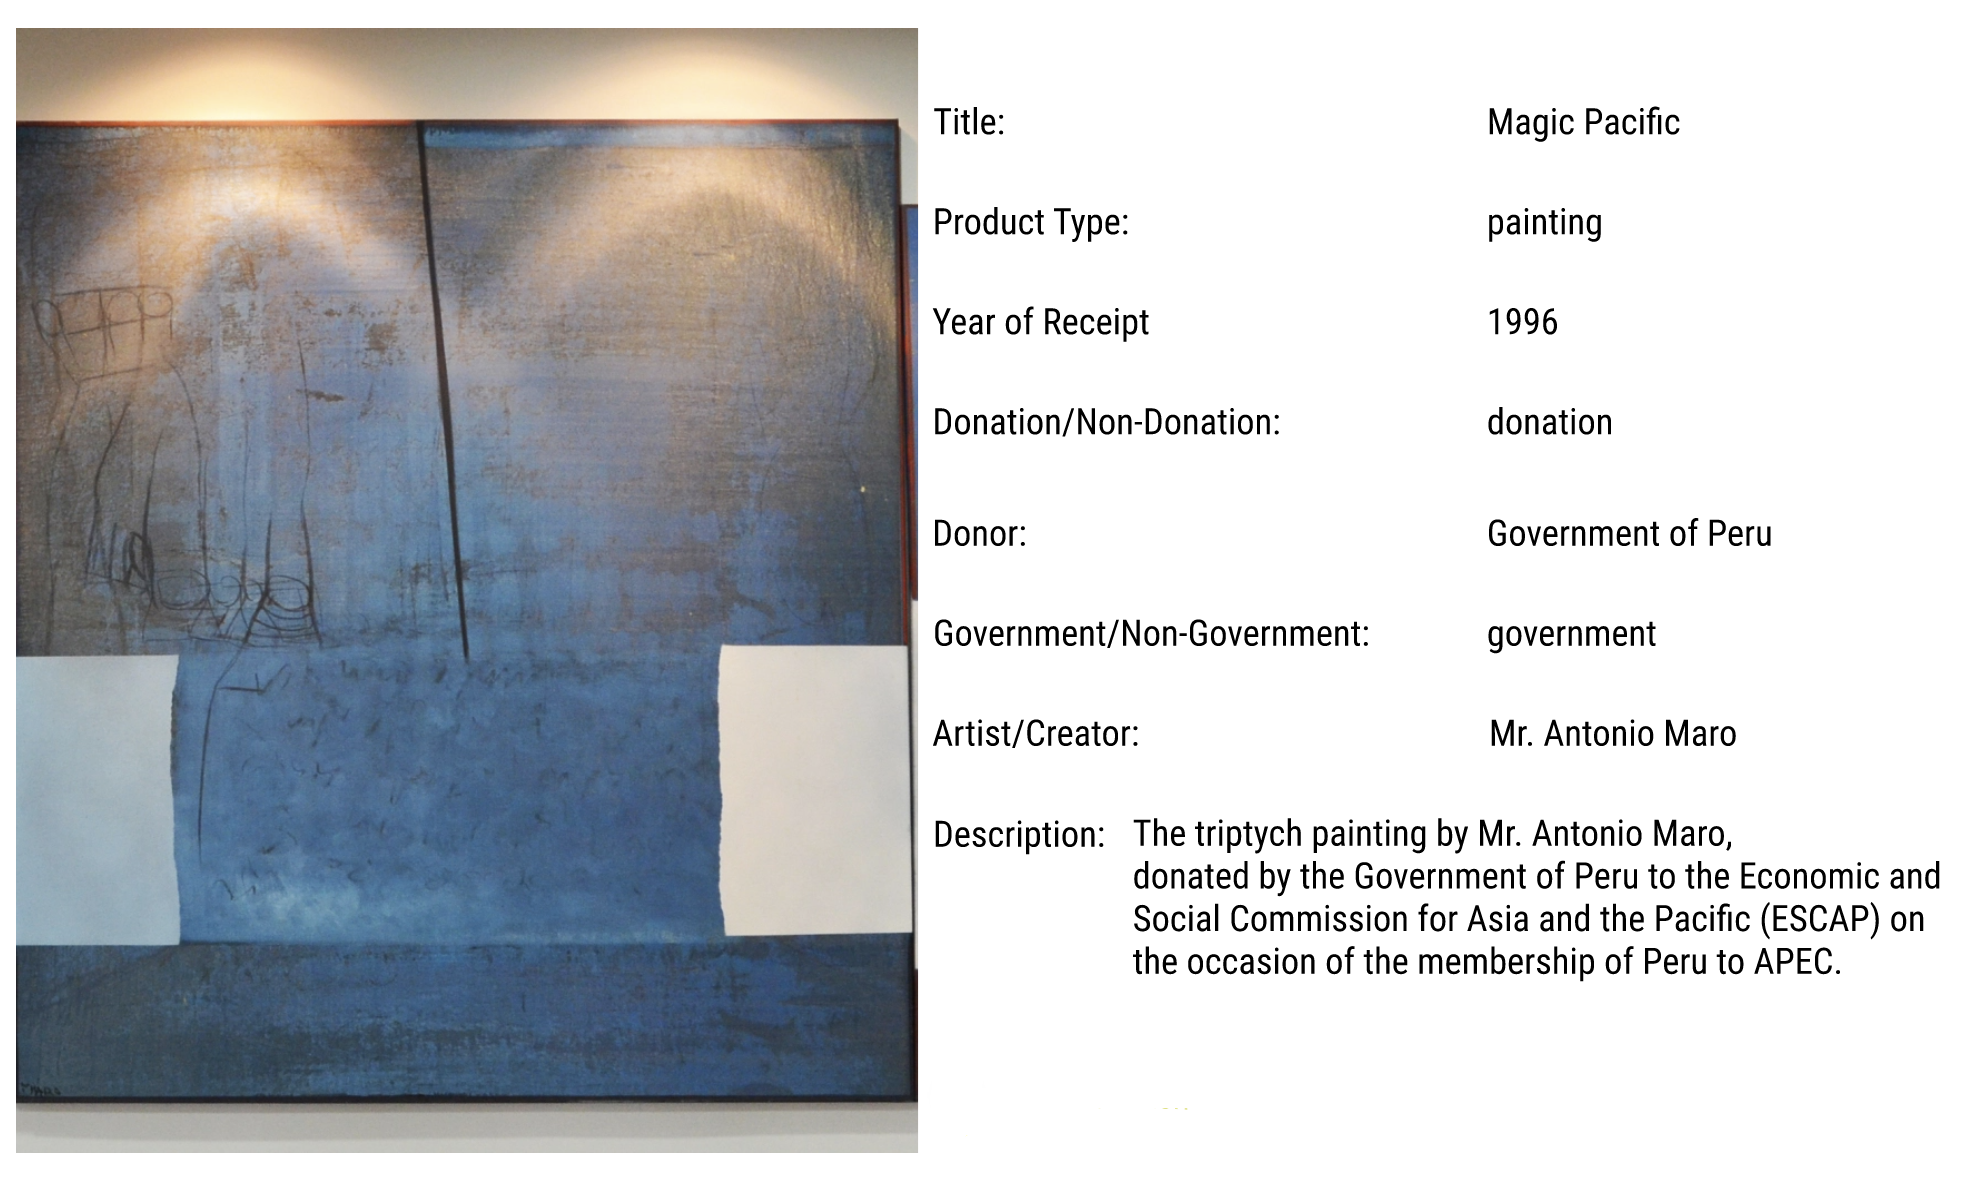 Title: Magic Pacific
Product Type: painting
Year of Receipt 1996
Donation/Non-Donation: donation
Donor: Government of Peru
Government/Non-Government: government
Artist/Creator: Mr. Antonio Maro
Description: The triptych painting by Mr. Antonio Maro,
donated by the Government of Peru to the Economic and
Social Commission for Asia and the Pacific (ESCAP) on
the occasion of the membership of Peru to APEC.